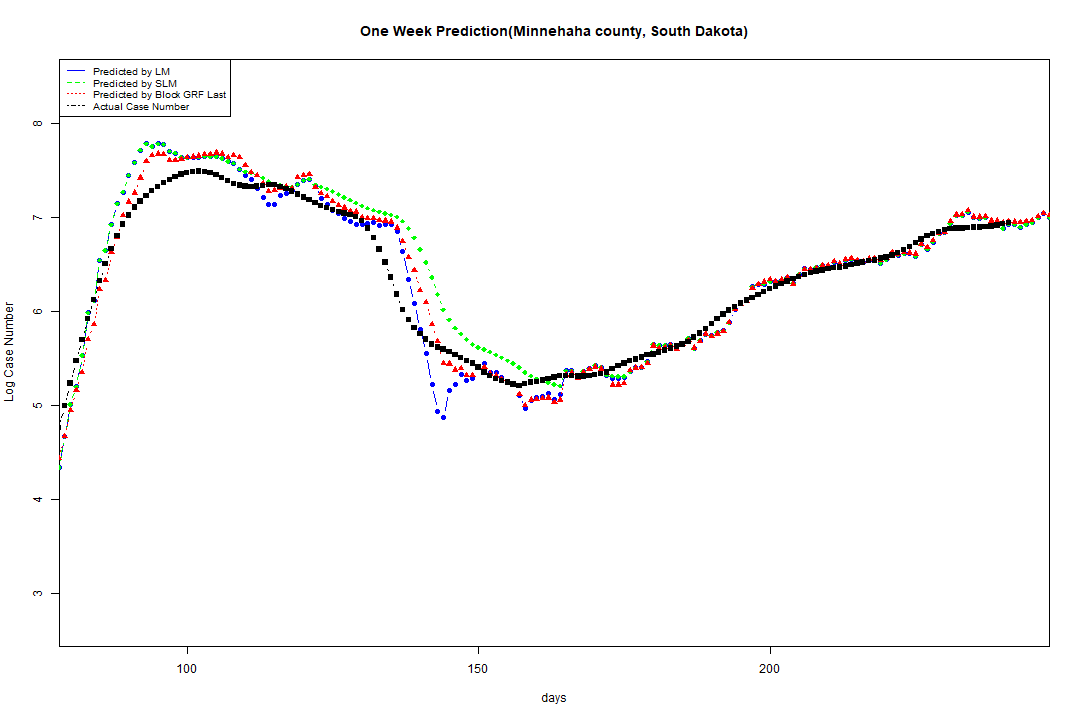 One Week Prediction(Minnehaha county, South Dakota)
Predicted by LM
Predicted by SLM
Predicted by Block GRF Last
Actual Case Number
Log Case Number
8
7
6
5
4
3
100 150 200
days